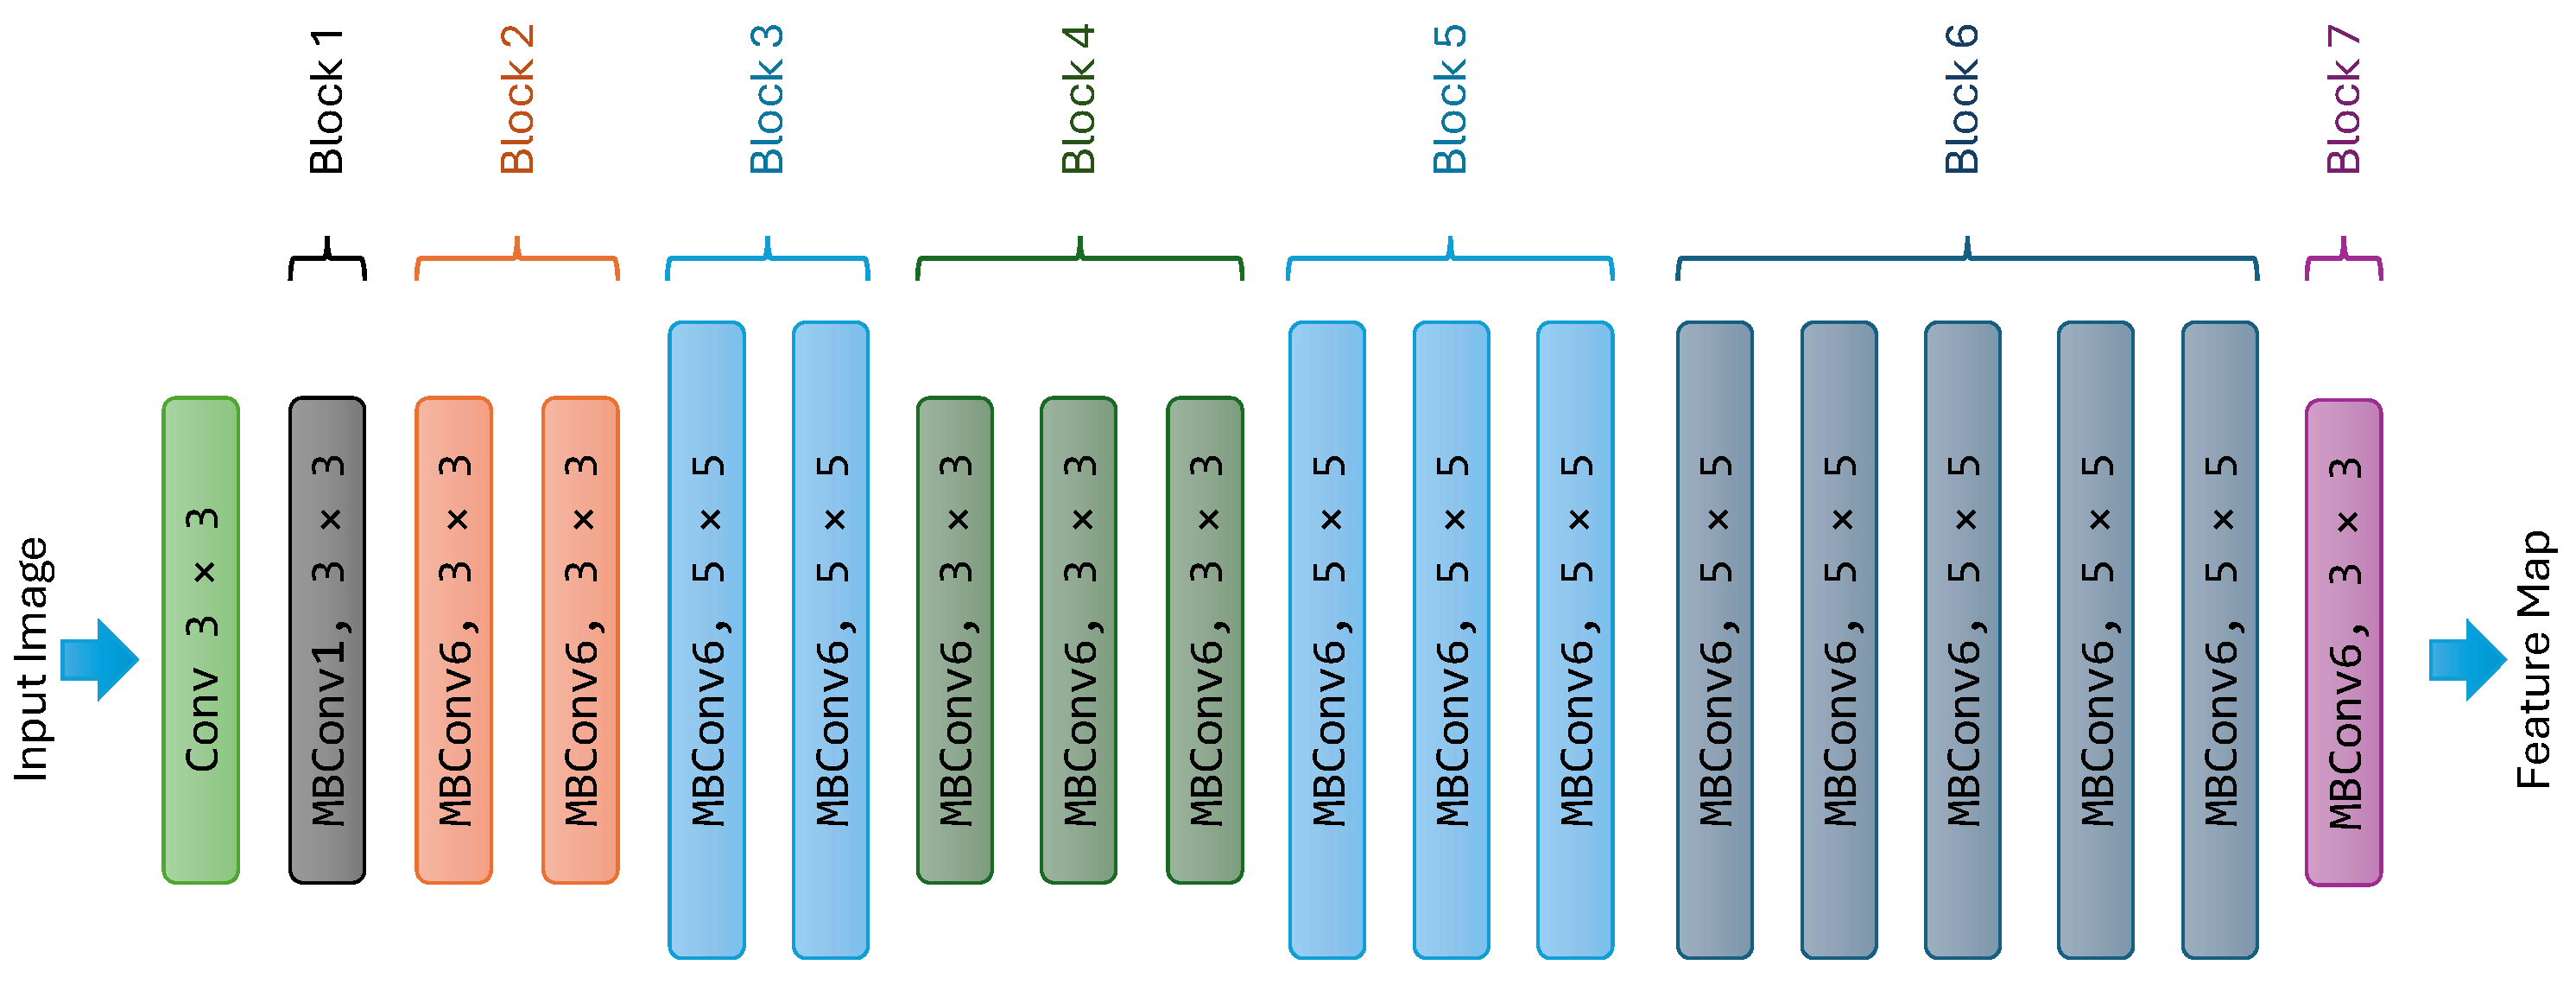 Input Image
Conv 3 × 3
Block 1
MBConv1, 3 × 3
Block 2
MBConv6, 3 × 3
MBConv6, 3 × 3
Block 3
MBConv6, 5 × 5
MBConv6, 5 × 5
Block 4
MBConv6, 3 × 3
MBConv6, 3 × 3
MBConv6, 3 × 3
Block 5
MBConv6, 5 × 5
MBConv6, 5 × 5
MBConv6, 5 × 5
Block 6
MBConv6, 5 × 5
MBConv6, 5 × 5
MBConv6, 5 × 5
MBConv6, 5 × 5
MBConv6, 5 × 5
Block 7
MBConv6, 3 × 3
Feature Map